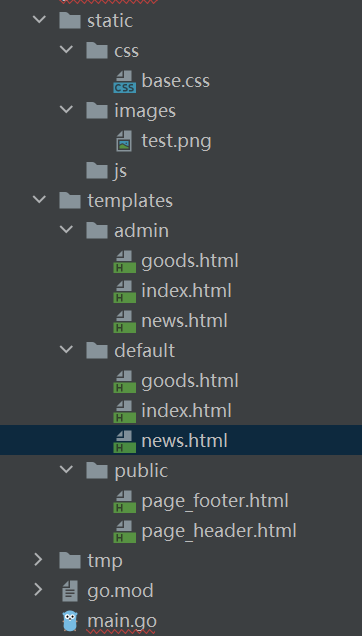 static
css
base.css
images
test.png
js
templates
admin
goods.html
index.html
news.html
default
goods.html
index.html
news.html
public
page_footer.html
page_header.html
tmp
go.mod
main.go